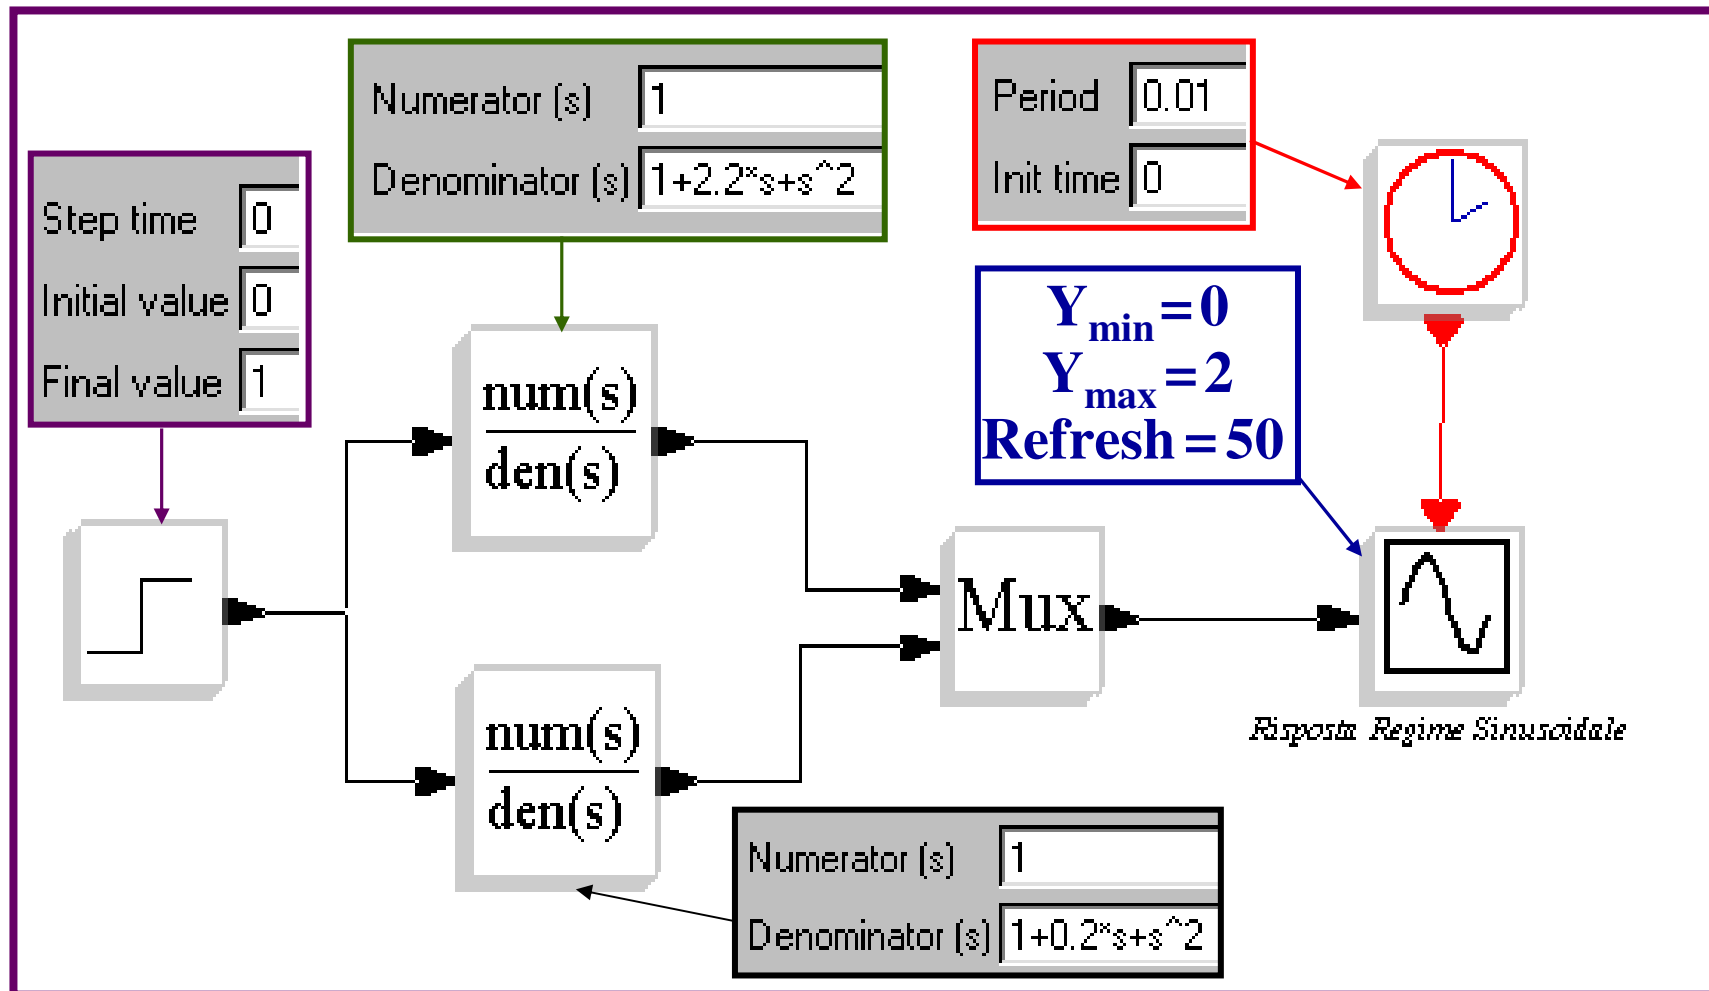 Numerator (s) 1
Denominator (s) 1+2.2*s+s^2
Period 0.01
Init time 0
Step time 0
Initial value 0
Final value 1
Ymin = 0
Ymax = 2
Refresh = 50
num(s)
den(s)
Mux
num(s)
den(s)
Risposta Regime Sinusoidale
Numerator (s) 1
Denominator (s) 1+0.2*s+s^2